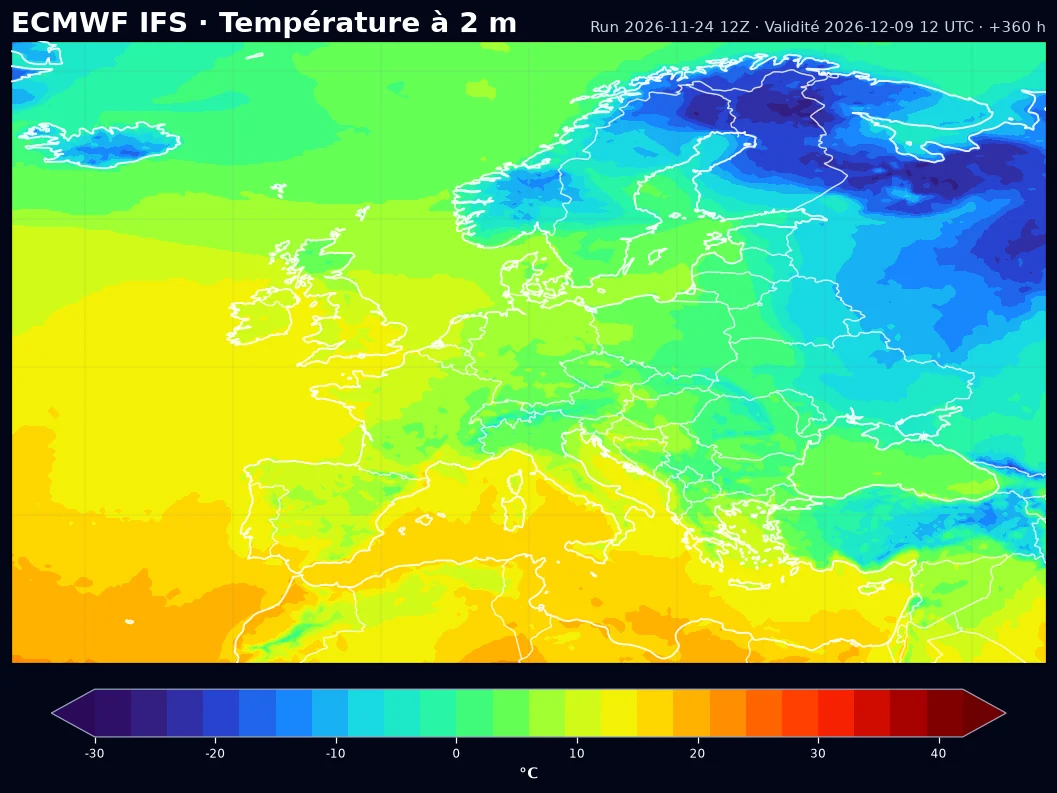 ECMWF IFS · Température à 2 m
Run 2026-11-24 12Z · Validité 2026-12-09 12 UTC · +360 h
-30 -20 -10 0 10 20 30 40
°C